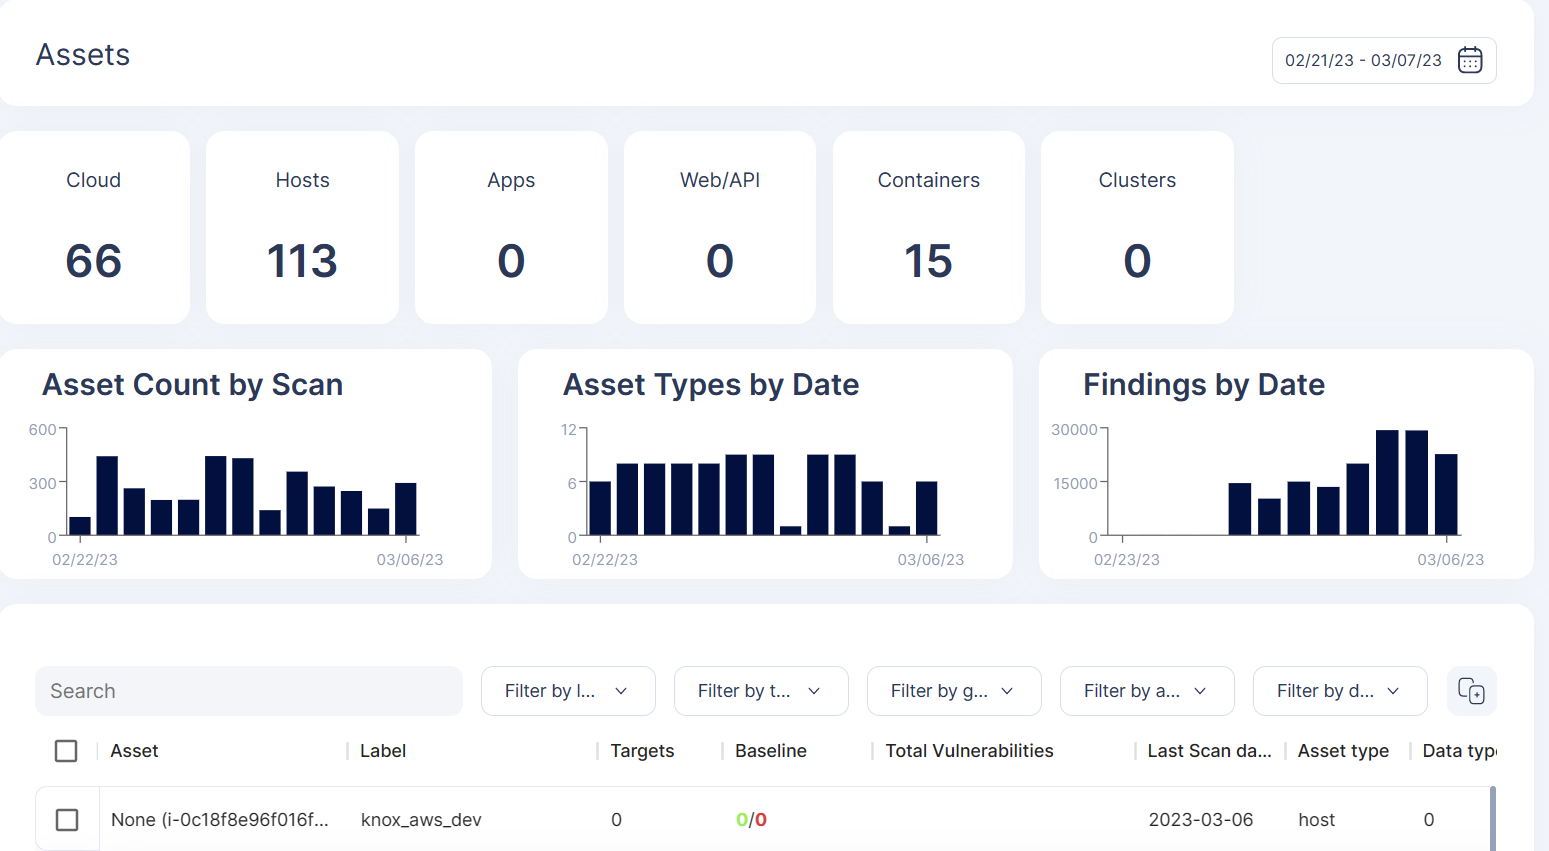 Assets
02/21/23 - 03/07/23
Cloud
Hosts
Apps
Web/API
Containers
Clusters
66
113
0
0
15
0
Asset Count by Scan
600
300
0
02/22/23
03/06/23
Asset Types by Date
12
6
0
02/22/23
03/06/23
Findings by Date
30000
15000
0
02/23/23
03/06/23
Search
Filter by l...
Filter by t...
Filter by g...
Filter by a...
Filter by d...
Asset
Label
Targets
Baseline
Total Vulnerabilities
Last Scan da...
Asset type
Data typ
None (i-0c18f8e96f016f...
knox_aws_dev
0
0/0
2023-03-06
host
0